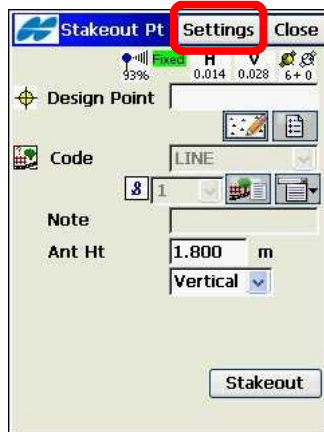 Stakeout Pt Settings Close
Fixed H V
93% 0.014 0.028 6+0
Design Point
Code LINE
8 1
Note
Ant Ht 1.800 m
Vertical
Stakeout